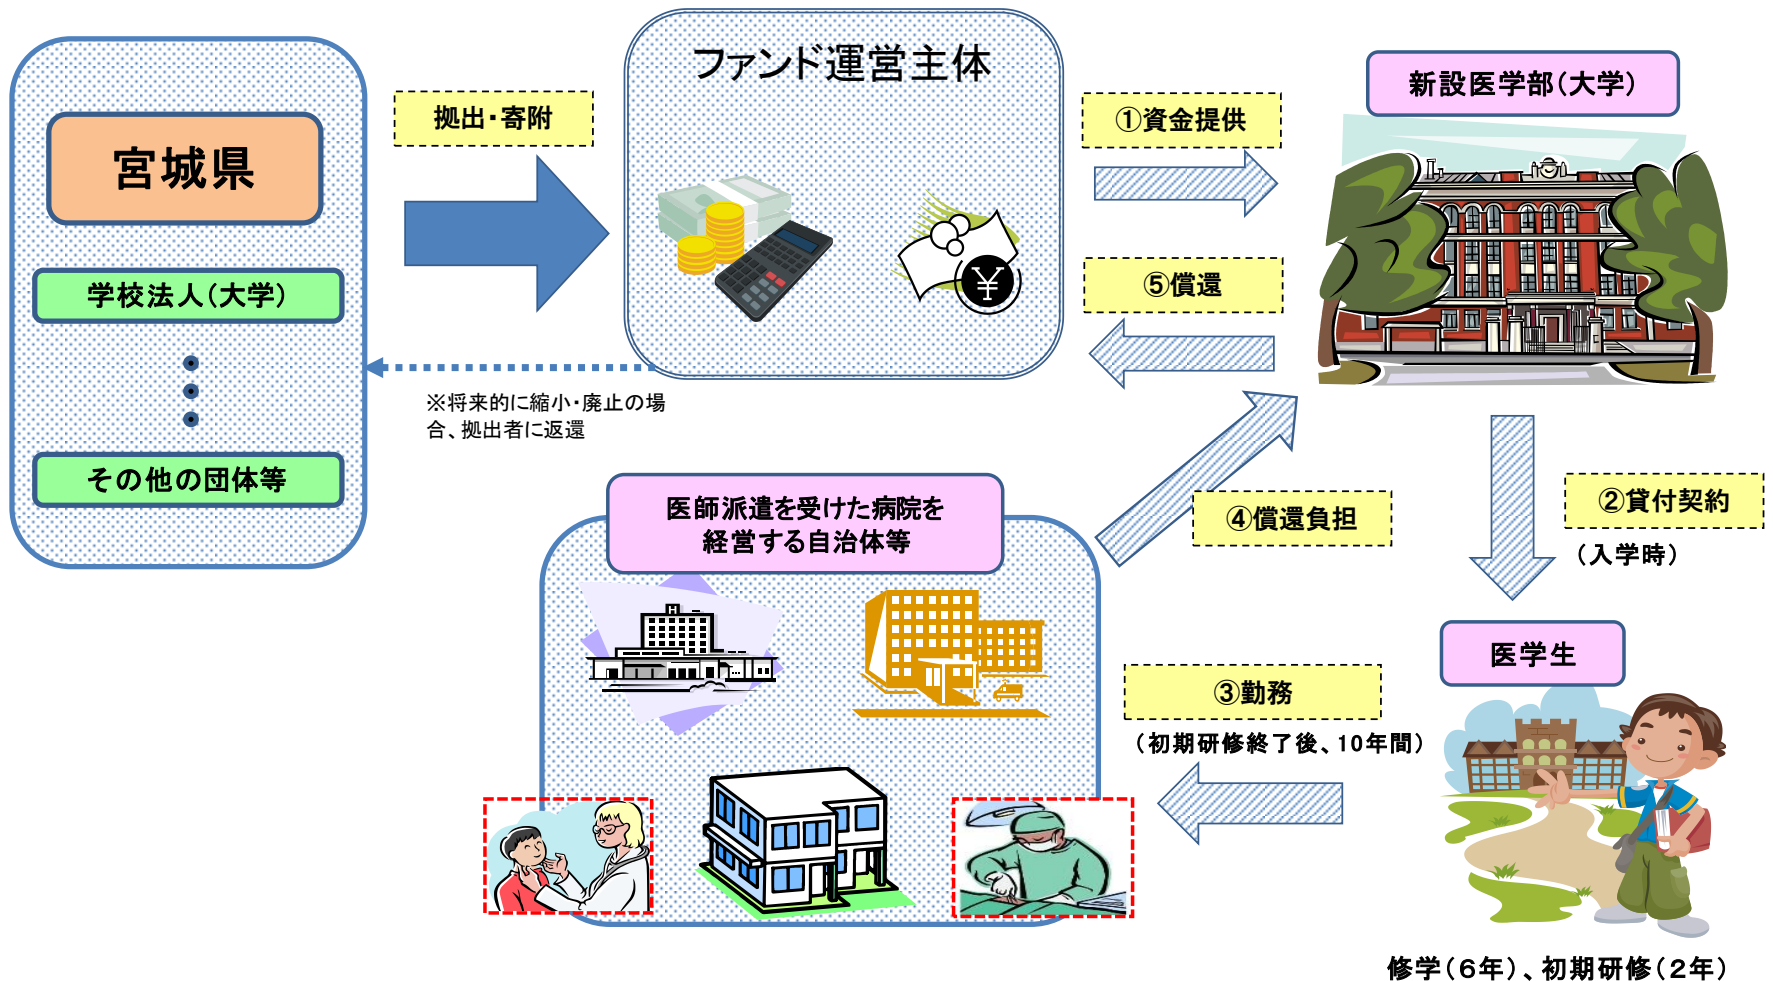 宮城県
学校法人（大学）
その他の団体等
拠出・寄附
ファンド運営主体
※将来的に縮小・廃止の場
合、拠出者に返還
①資金提供
⑤償還
新設医学部（大学）
②貸付契約
（入学時）
医学生
修学（６年）、初期研修（２年）
③勤務
（初期研修終了後、10年間）
④償還負担
医師派遣を受けた病院を
経営する自治体等
H
¥